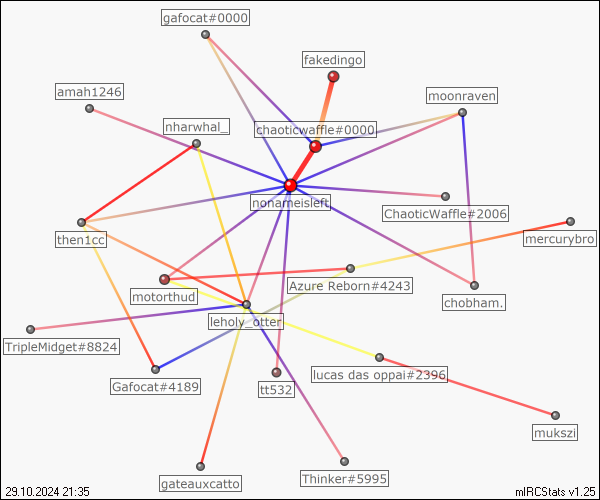 gafocat#0000
fakedingo
amah1246
moonraven
nharwhal_
chaoticwaffle#0000
nonameisleft
ChaoticWaffle#2006
mercurybro
then1cc
Azure Reborn#4243
motorthud
chobham.
leholy_otter
TripleMidget#8824
lucas das oppai#2396
Gafocat#4189
tt532
mukszi
Thinker#5995
gateauxcatto
29.10.2024 21:35
mIRCStats v1.25